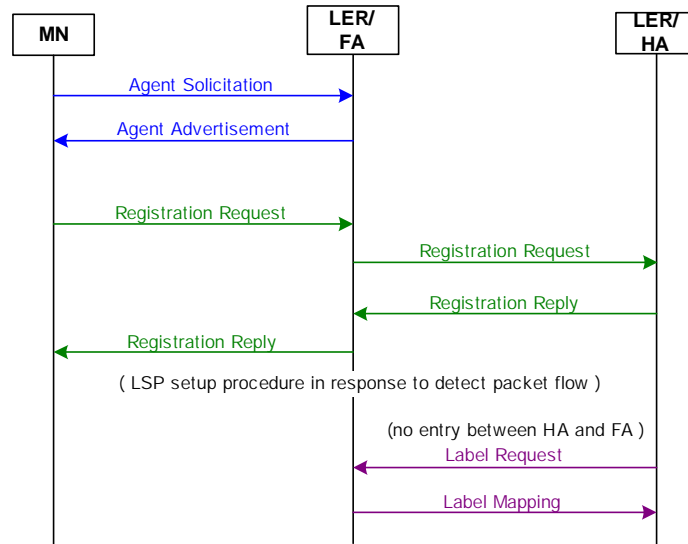 MN
LER/
FA
LER/
HA
Agent Solicitation
Agent Advertisement
Registration Request
Registration Request
Registration Reply
Registration Reply
( LSP setup procedure in response to detect packet flow )
(no entry between HA and FA )
Label Request
Label Mapping